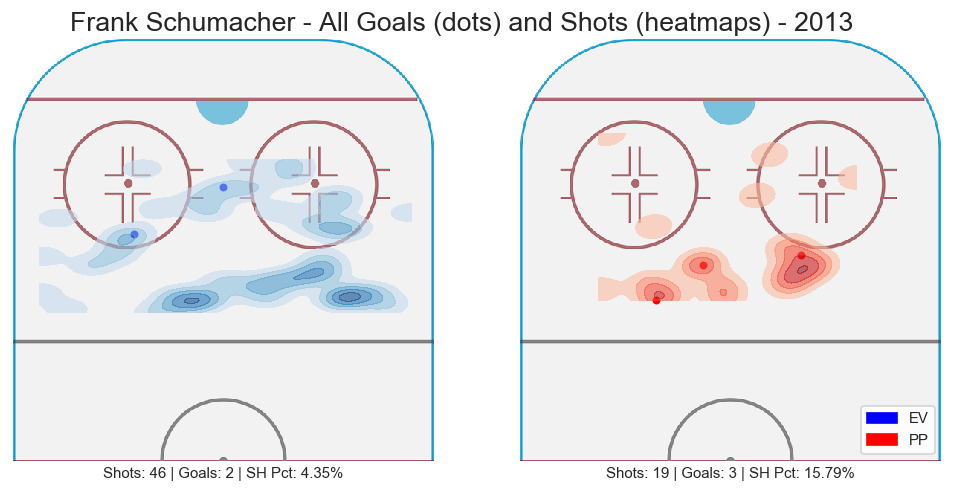 Frank Schumacher - All Goals (dots) and Shots (heatmaps) - 2013
EV
PP
Shots: 46 | Goals: 2 | SH Pct: 4.35%
Shots: 19 | Goals: 3 | SH Pct: 15.79%